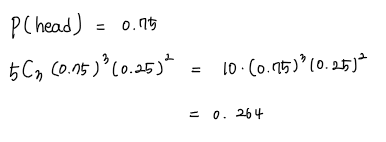 P(head) = 0.75
5C3 (0.75)^3(0.25)^2 = 10·(0.75)^3(0.25)^2
= 0.264